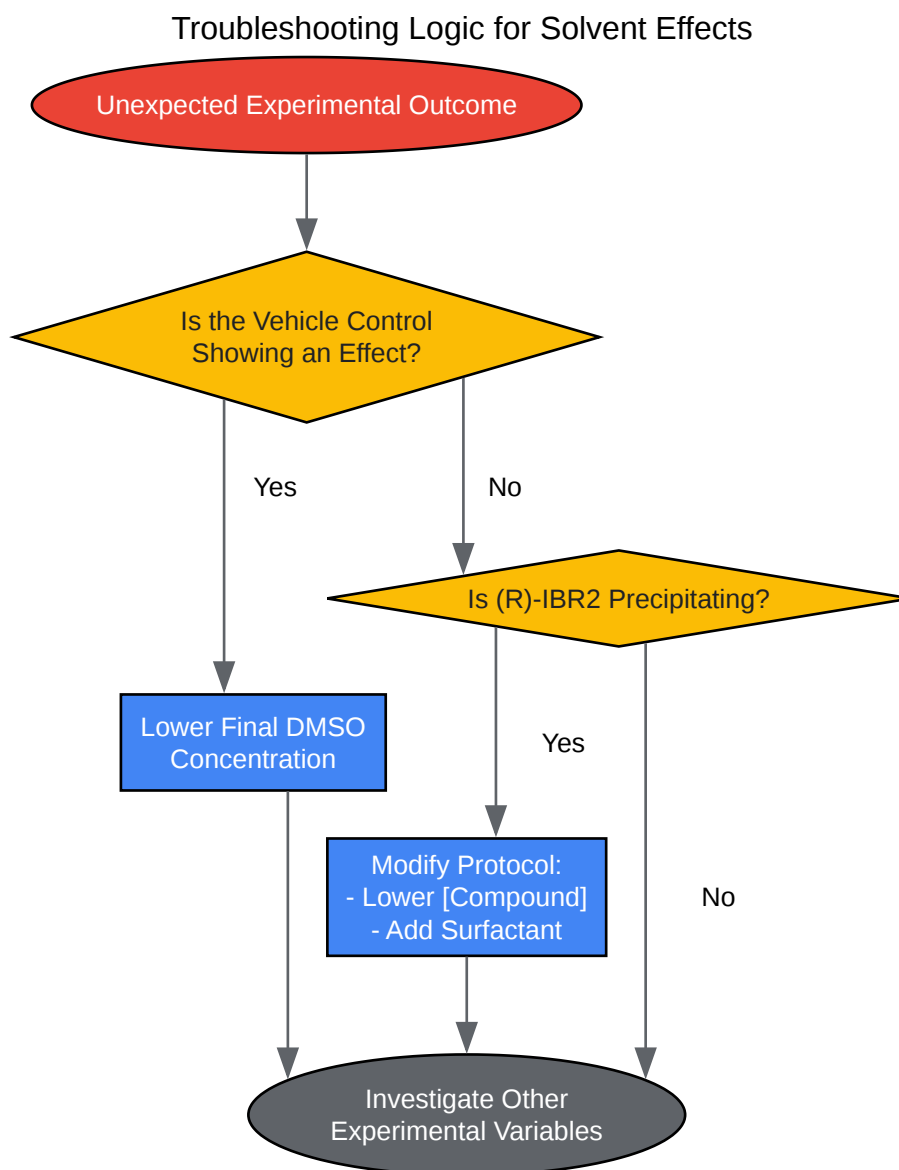 Troubleshooting Logic for Solvent Effects
Unexpected Experimental Outcome
Is the Vehicle Control
Showing an Effect?
Yes
No
Is (R)-IBR2 Precipitating?
Lower Final DMSO
Concentration
Yes
Modify Protocol:
- Lower [Compound]
- Add Surfactant
No
Investigate Other
Experimental Variables